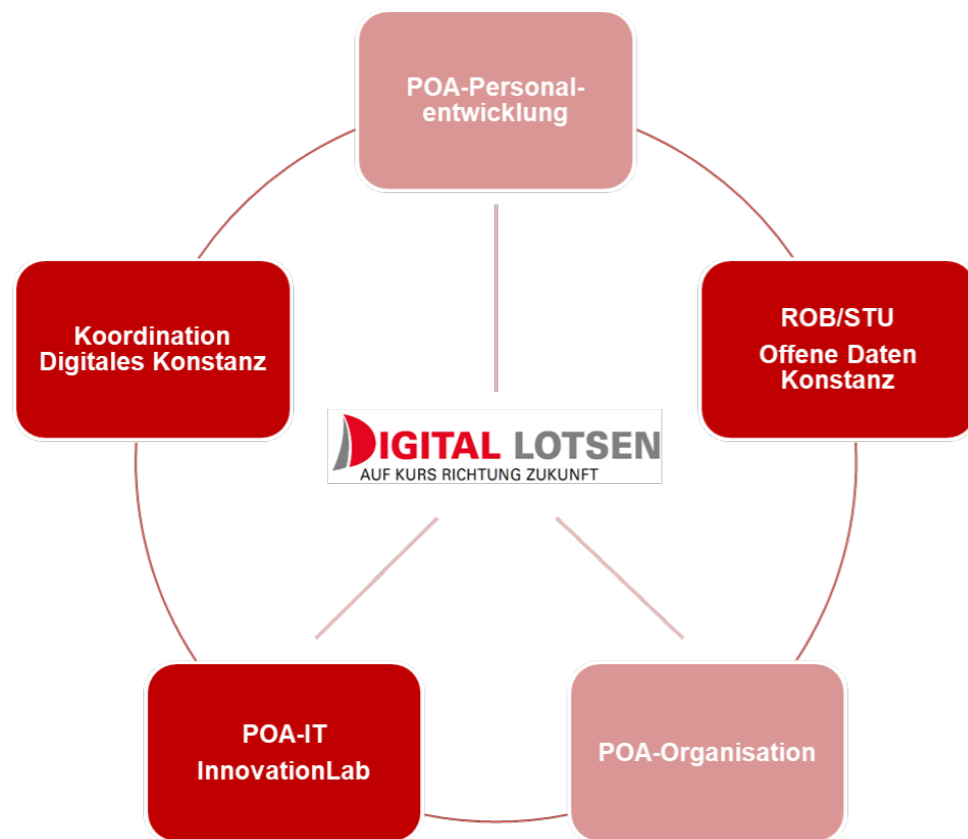 POA-Personal-
entwicklung
Koordination
Digitales Konstanz
ROB/STU
Offene Daten
Konstanz
DIGITAL LOTSEN
AUF KURS RICHTUNG ZUKUNFT
POA-IT
InnovationLab
POA-Organisation